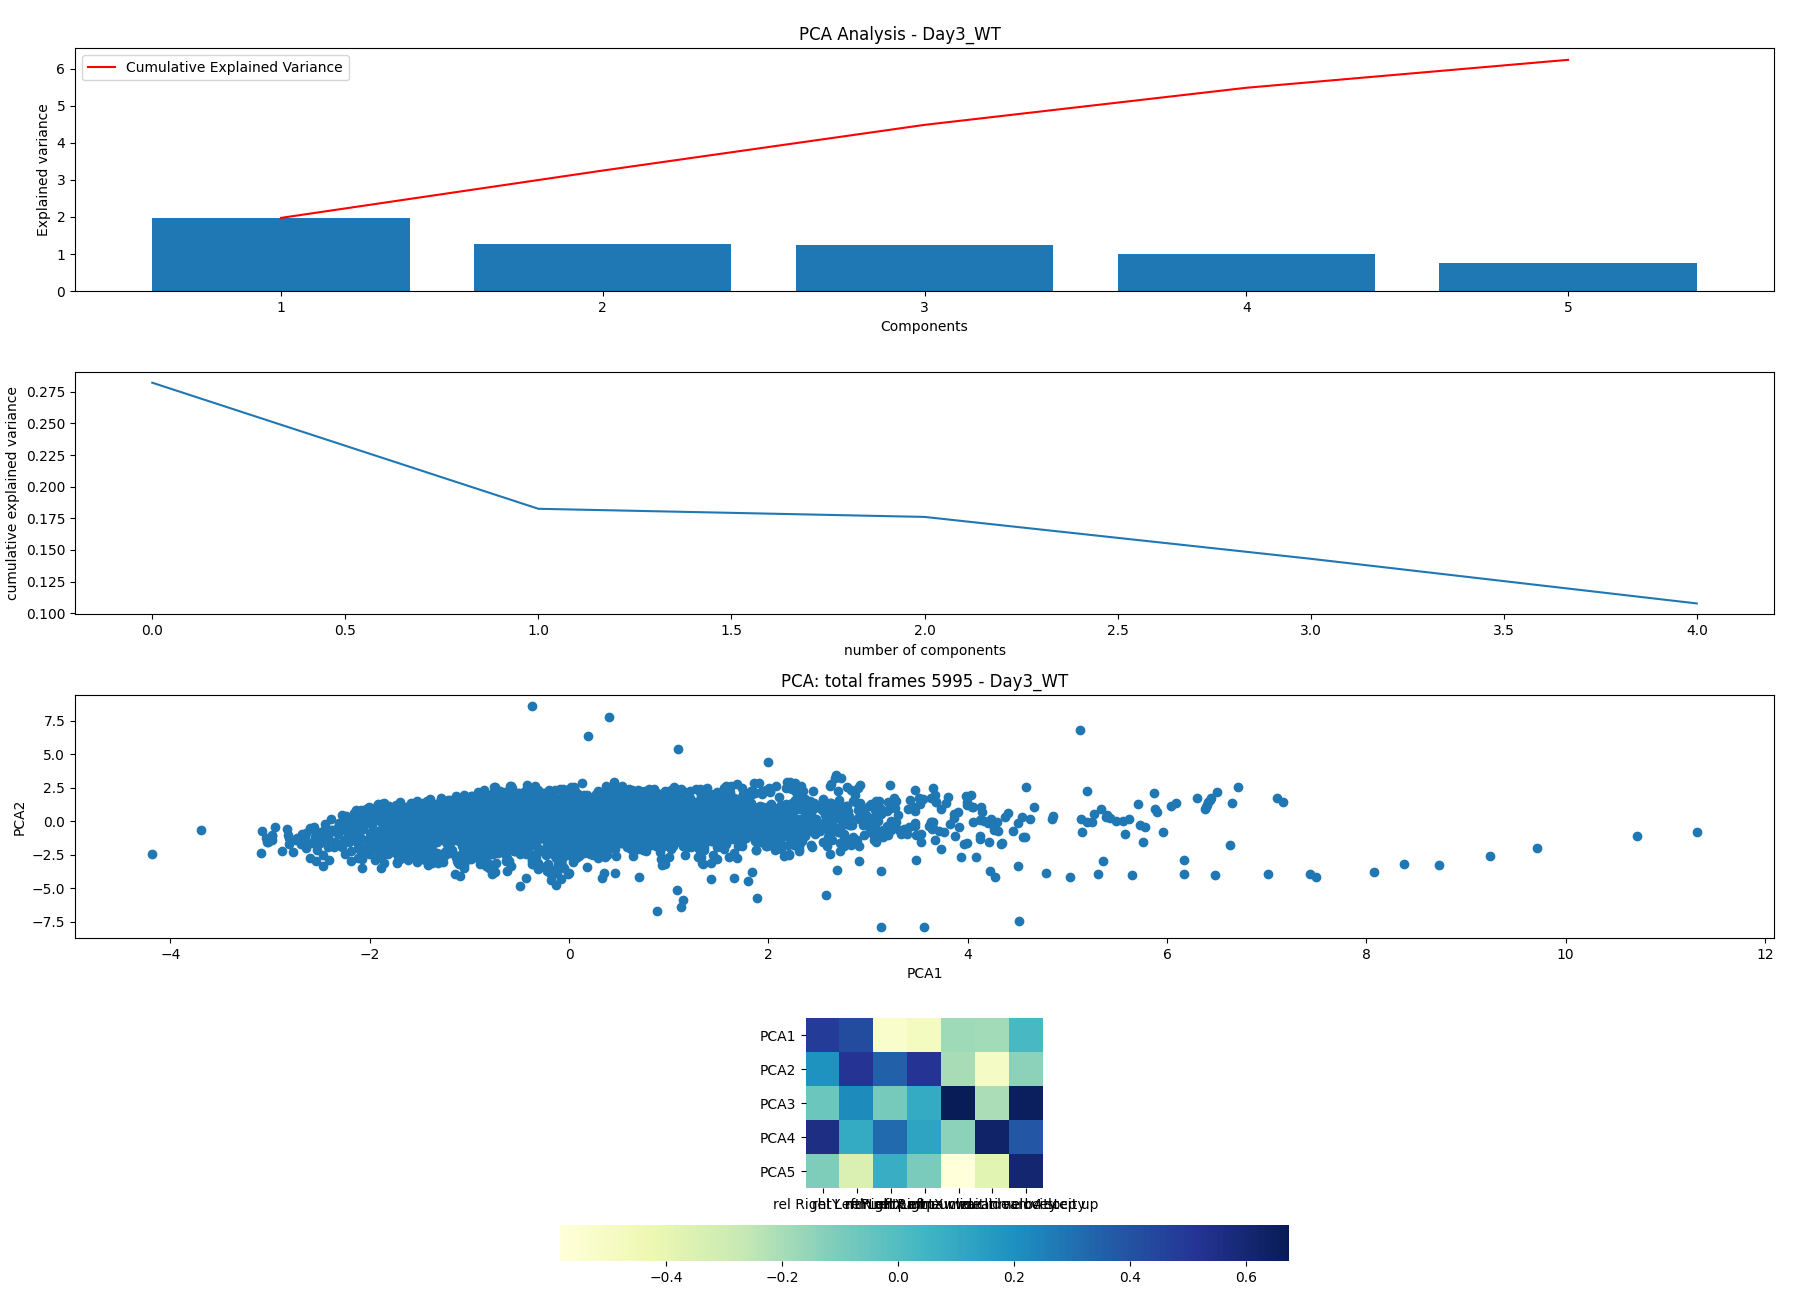 PCA Analysis - Day3_WT
Cumulative Explained Variance
Explained variance
6
5
4
3
2
1
0
1 2 3 4 5
Components
cumulative explained variance
0.275
0.250
0.225
0.200
0.175
0.150
0.125
0.100
0.0 0.5 1.0 1.5 2.0 2.5 3.0 3.5 4.0
number of components
PCA: total frames 5995 - Day3_WT
PCA2
7.5
5.0
2.5
0.0
−2.5
−5.0
−7.5
−4 −2 0 2 4 6 8 10 12
PCA1
PCA1
PCA2
PCA3
PCA4
PCA5
rel Right
−0.4 −0.2 0.0 0.2 0.4 0.6